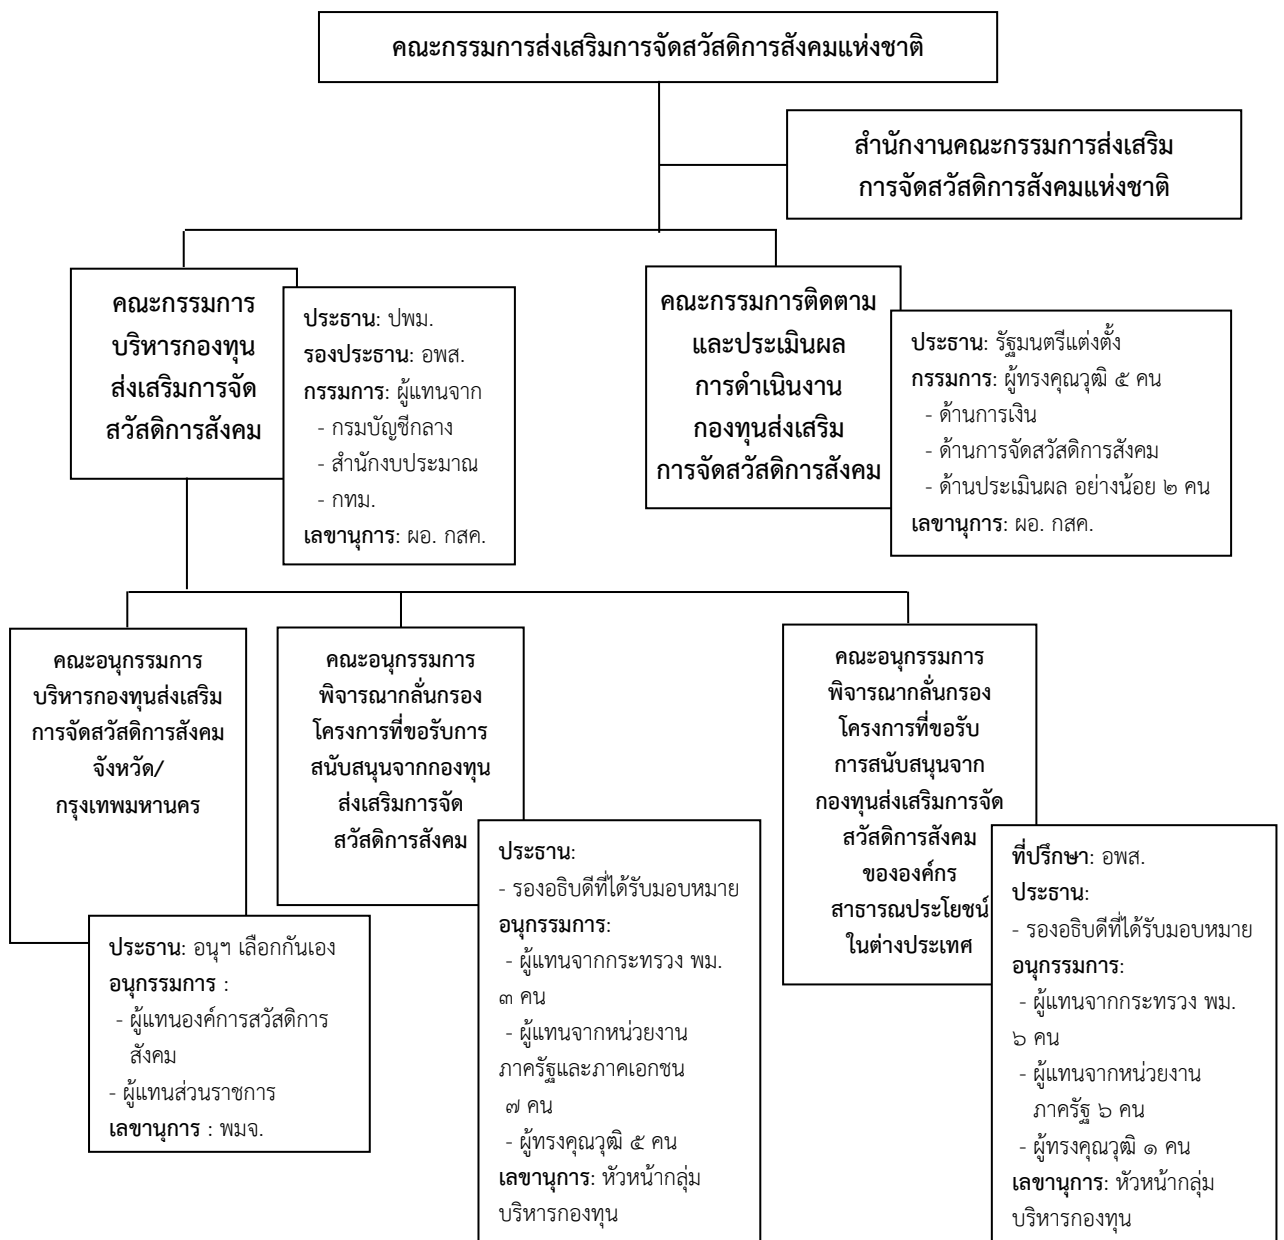 คณะกรรมการส่งเสริมการจัดสวัสดิการสังคมแห่งชาติ
สำนักงานคณะกรรมการส่งเสริม
การจัดสวัสดิการสังคมแห่งชาติ
คณะกรรมการ
บริหารกองทุน
ส่งเสริมการจัด
สวัสดิการสังคม
ประธาน: ปพม.
รองประธาน: อพส.
กรรมการ: ผู้แทนจาก
- กรมบัญชีกลาง
- สำนักงบประมาณ
- กทม.
เลขานุการ: ผอ. กสค.
คณะกรรมการติดตาม
และประเมินผล
การดำเนินงาน
กองทุนส่งเสริม
การจัดสวัสดิการสังคม
ประธาน: รัฐมนตรีแต่งตั้ง
กรรมการ: ผู้ทรงคุณวุฒิ ๕ คน
- ด้านการเงิน
- ด้านการจัดสวัสดิการสังคม
- ด้านประเมินผล อย่างน้อย ๒ คน
เลขานุการ: ผอ. กสค.
คณะอนุกรรมการ
บริหารกองทุนส่งเสริม
การจัดสวัสดิการสังคม
จังหวัด/
กรุงเทพมหานคร
ประธาน: อนุฯ เลือกกันเอง
อนุกรรมการ :
- ผู้แทนองค์การสวัสดิการ
สังคม
- ผู้แทนส่วนราชการ
เลขานุการ : พมจ.
คณะอนุกรรมการ
พิจารณากลั่นกรอง
โครงการที่ขอรับการ
สนับสนุนจากกองทุน
ส่งเสริมการจัด
สวัสดิการสังคม
ประธาน:
- รองอธิบดีที่ได้รับมอบหมาย
อนุกรรมการ:
- ผู้แทนจากกระทรวง พม.
๓ คน
- ผู้แทนจากหน่วยงาน
ภาครัฐและภาคเอกชน
๗ คน
- ผู้ทรงคุณวุฒิ ๕ คน
เลขานุการ: หัวหน้ากลุ่ม
บริหารกองทุน
คณะอนุกรรมการ
พิจารณากลั่นกรอง
โครงการที่ขอรับ
การสนับสนุนจาก
กองทุนส่งเสริมการจัด
สวัสดิการสังคม
ขององค์กร
สาธารณประโยชน์
ในต่างประเทศ
ที่ปรึกษา: อพส.
ประธาน:
- รองอธิบดีที่ได้รับมอบหมาย
อนุกรรมการ:
- ผู้แทนจากกระทรวง พม.
๖ คน
- ผู้แทนจากหน่วยงาน
ภาครัฐ ๖ คน
- ผู้ทรงคุณวุฒิ ๑ คน
เลขานุการ: หัวหน้ากลุ่ม
บริหารกองทุน